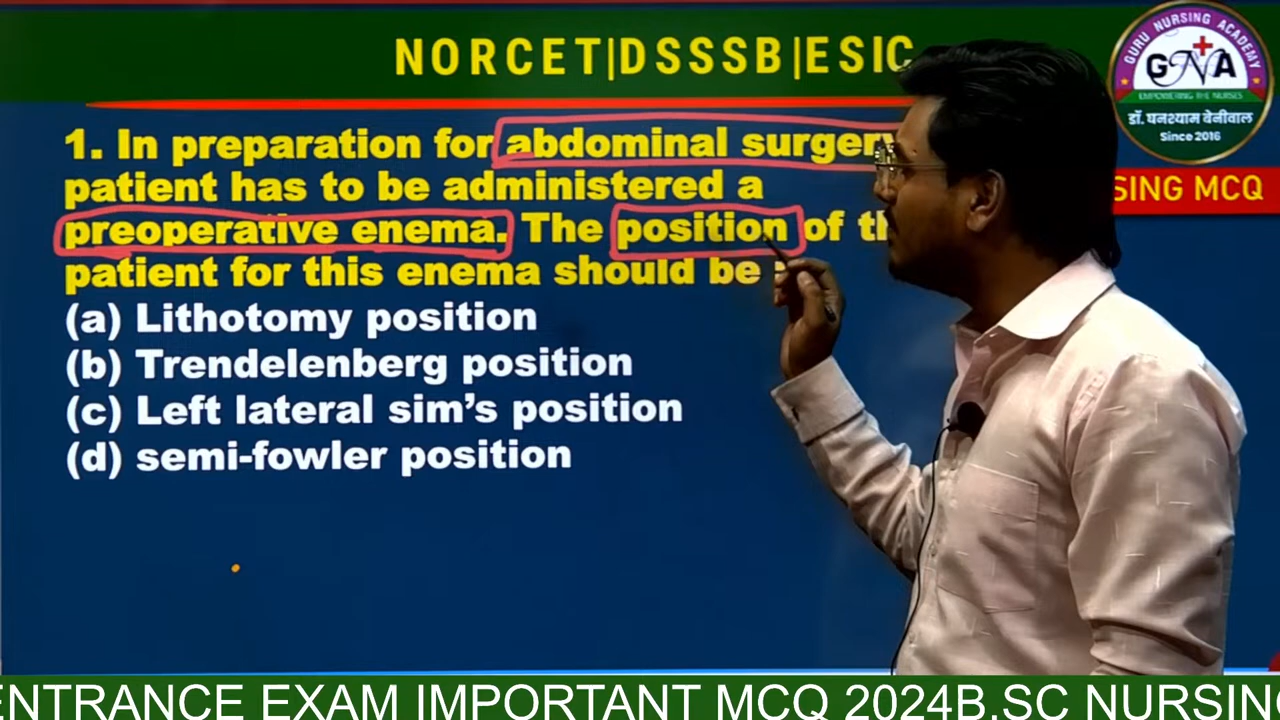 NORCET|DSSSB|ESIC
GURU NURSING ACADEMY
GNA
EMPOWERING THE NURSES
डॉ. घनश्याम वेनीवाल
Since 2016
SING MCQ
1. In preparation for abdominal surgery
patient has to be administered a
preoperative enema. The position of th
patient for this enema should be :
(a) Lithotomy position
(b) Trendelenberg position
(c) Left lateral sim’s position
(d) semi-fowler position
ENTRANCE EXAM IMPORTANT MCQ 2024B.SC NURSING